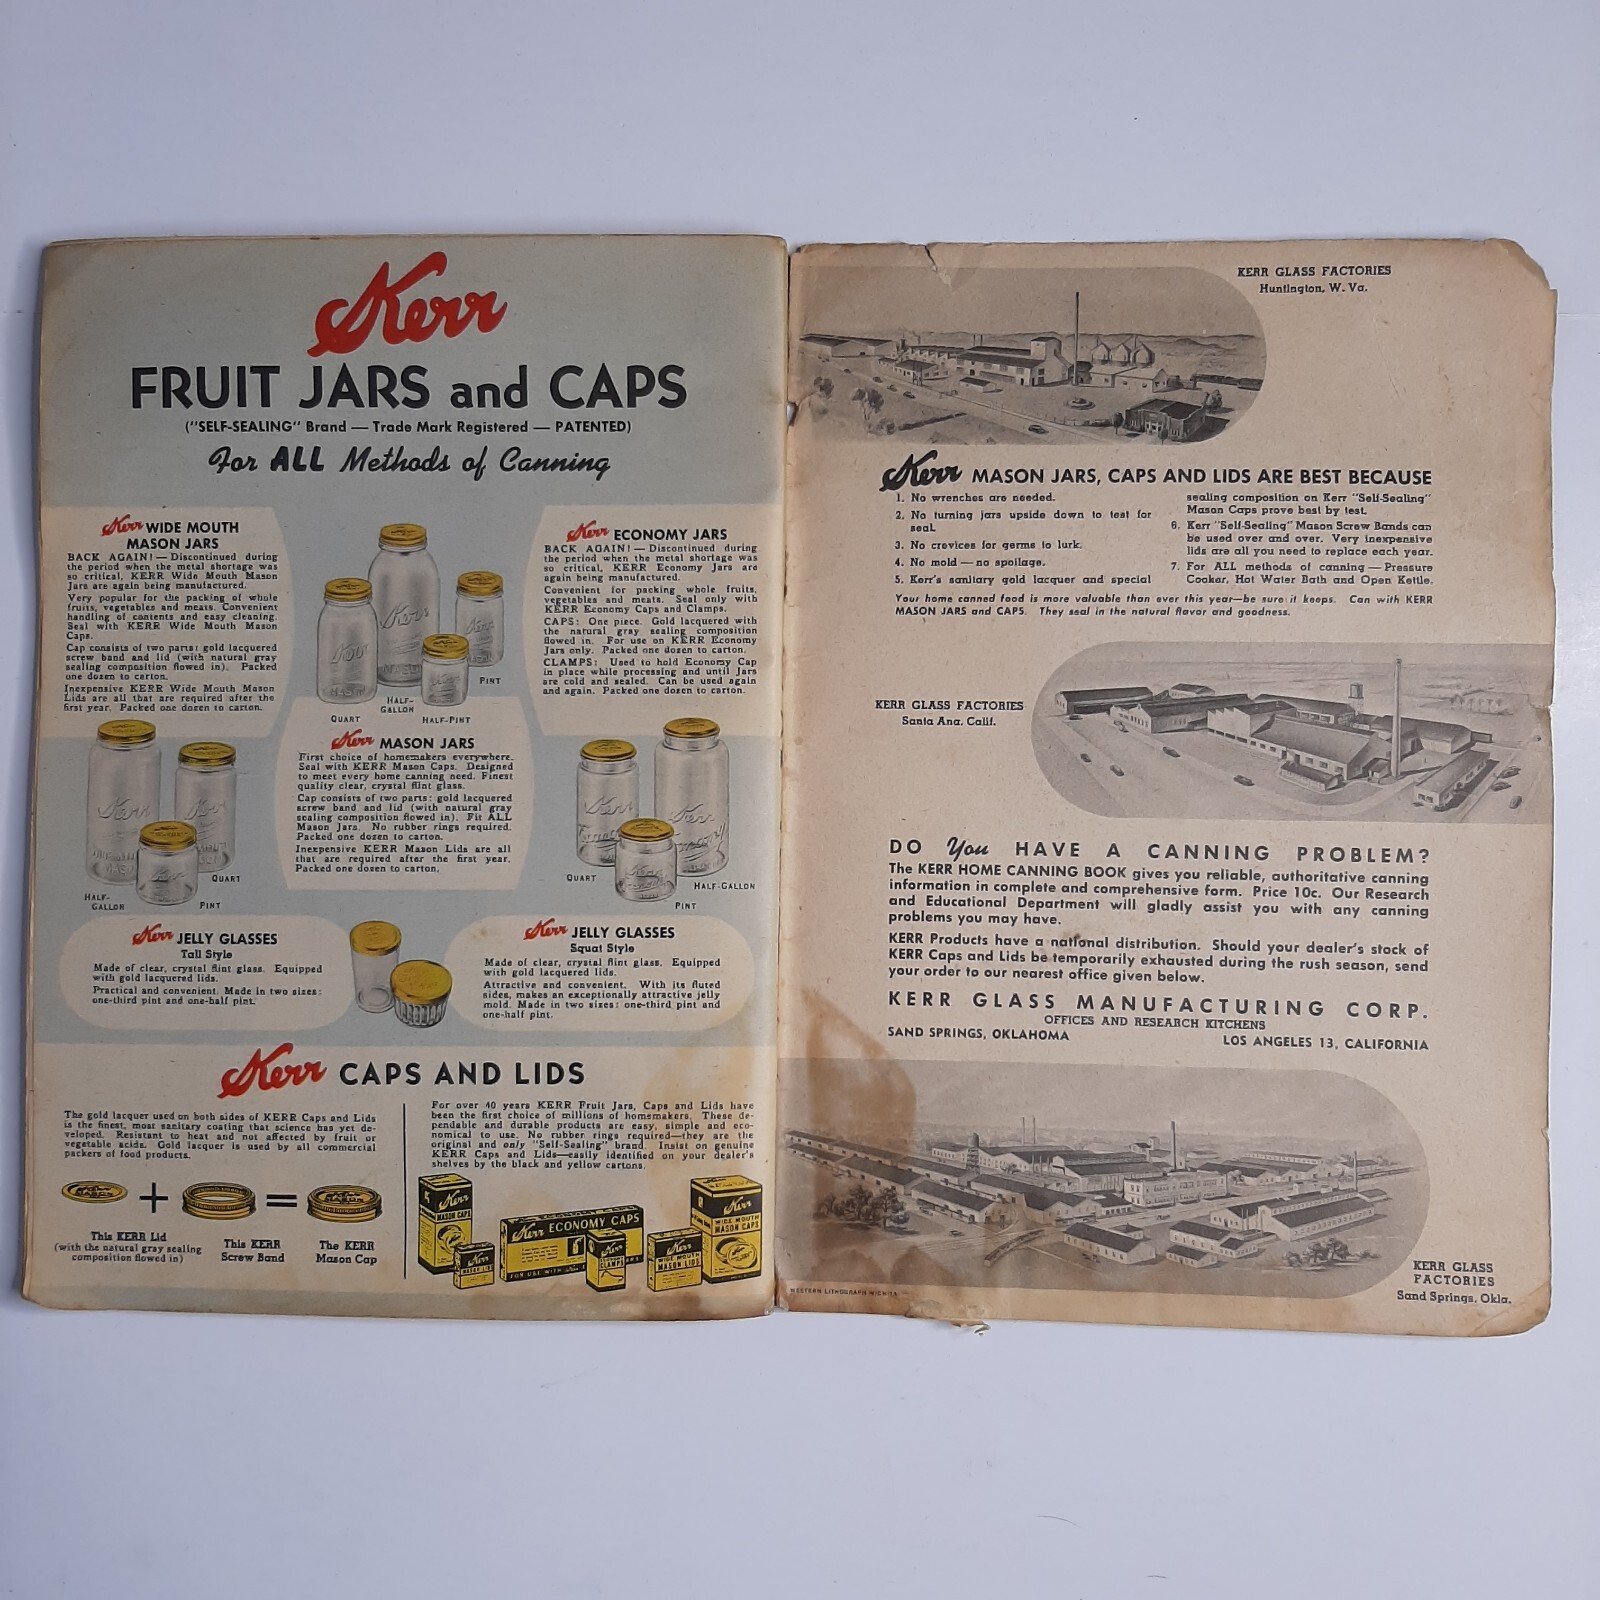 Kerr
FRUIT JARS and CAPS
("SELF-SEALING" Brand — Trade Mark Registered — PATENTED)
For ALL Methods of Canning
Kerr WIDE MOUTH
MASON JARS
BACK AGAIN! — Discontinued during
the period when the metal shortage was
so critical, KERR Wide Mouth Mason
Jars are again being manufactured.
Very popular for the packing of whole
fruits, vegetables and meats. Convenient
handling of contents and easy cleaning.
Seal with KERR Wide Mouth Mason
Caps.
Cap consists of two parts: gold lacquered
screw band and lid (with natural gray
sealing composition flowed in). Packed
one dozen to carton.
Inexpensive KERR Wide Mouth Mason
Lids are all that are required after the
first year. Packed one dozen to carton.
QUART
HALF-
GALLON
HALF-PINT
PINT
Kerr ECONOMY JARS
BACK AGAIN! — Discontinued during
the period when the metal shortage was
so critical, KERR Economy Jars are
again being manufactured.
Convenient for packing whole fruits,
vegetables and meats. Seal only with
KERR Economy Caps and Clamps.
CAPS: One piece. Gold lacquered with
the natural gray sealing composition
flowed in. For use on KERR Economy
Jars only. Packed one dozen to carton.
CLAMPS: Used to hold Economy Cap
in place while processing and until Jars
are cold and sealed. Can be used again
and again. Packed one dozen to carton.
Kerr MASON JARS
First choice of homemakers everywhere.
Seal with KERR Mason Caps. Designed
to meet every home canning need. Finest
quality clear, crystal flint glass.
Cap consists of two parts: gold lacquered
screw band and lid (with natural gray
sealing composition flowed in). Fit ALL
Mason Jars. No rubber rings required.
Packed one dozen to carton.
Inexpensive KERR Mason Lids are all
that are required after the first year.
Packed one dozen to carton.
HALF-
GALLON
PINT
QUART
QUART
PINT
HALF-GALLON
Kerr JELLY GLASSES
Tall Style
Made of clear, crystal flint glass. Equipped
with gold lacquered lids.
Practical and convenient. Made in two sizes:
one-third pint and one-half pint.
Kerr JELLY GLASSES
Squat Style
Made of clear, crystal flint glass. Equipped
with gold lacquered lids.
Attractive and convenient. With its fluted
sides, makes an exceptionally attractive jelly
mold. Made in two sizes: one-third pint and
one-half pint.
Kerr CAPS AND LIDS
The gold lacquer used on both sides of KERR Caps and Lids
is the finest, most sanitary coating that science has yet de-
veloped. Resistant to heat and not affected by fruit or
vegetable acids. Gold lacquer is used by all commercial
packers of food products.
+ =
This KERR Lid
(with the natural gray sealing
composition flowed in)
This KERR
Screw Band
The KERR
Mason Cap
For over 40 years KERR Fruit Jars, Caps and Lids have
been the first choice of millions of homemakers. These de-
pendable and durable products are easy, simple and eco-
nomical to use. No rubber rings required—they are the
original and only "Self-Sealing" brand. Insist on genuine
KERR Caps and Lids—easily identified on your dealer's
shelves by the black and yellow cartons.
Kerr
MASON CAPS
Kerr
MASON LIDS
Kerr ECONOMY CAPS
FOR USE WITH
Kerr
CLAMPS
Kerr
WIDE MOUTH
MASON LIDS
Kerr
WIDE MOUTH
MASON CAPS
KERR GLASS FACTORIES
Huntington, W. Va.
Kerr MASON JARS, CAPS AND LIDS ARE BEST BECAUSE
1. No wrenches are needed.
2. No turning jars upside down to test for
seal.
3. No crevices for germs to lurk.
4. No mold — no spoilage.
5. Kerr's sanitary gold lacquer and special
sealing composition on Kerr "Self-Sealing"
Mason Caps prove best by test.
6. Kerr "Self-Sealing" Mason Screw Bands can
be used over and over. Very inexpensive
lids are all you need to replace each year.
7. For ALL methods of canning — Pressure
Cooker, Hot Water Bath and Open Kettle.
Your home canned food is more valuable than ever this year—be sure it keeps. Can with KERR
MASON JARS and CAPS. They seal in the natural flavor and goodness.
KERR GLASS FACTORIES
Santa Ana, Calif.
DO You HAVE A CANNING PROBLEM?
The KERR HOME CANNING BOOK gives you reliable, authoritative canning
information in complete and comprehensive form. Price 10c. Our Research
and Educational Department will gladly assist you with any canning
problems you may have.
KERR Products have a national distribution. Should your dealer's stock of
KERR Caps and Lids be temporarily exhausted during the rush season, send
your order to our nearest office given below.
KERR GLASS MANUFACTURING CORP.
OFFICES AND RESEARCH KITCHENS
SAND SPRINGS, OKLAHOMA
LOS ANGELES 13, CALIFORNIA
KERR GLASS
FACTORIES
Sand Springs, Okla.
WESTERN LITHOGRAPH WICHITA